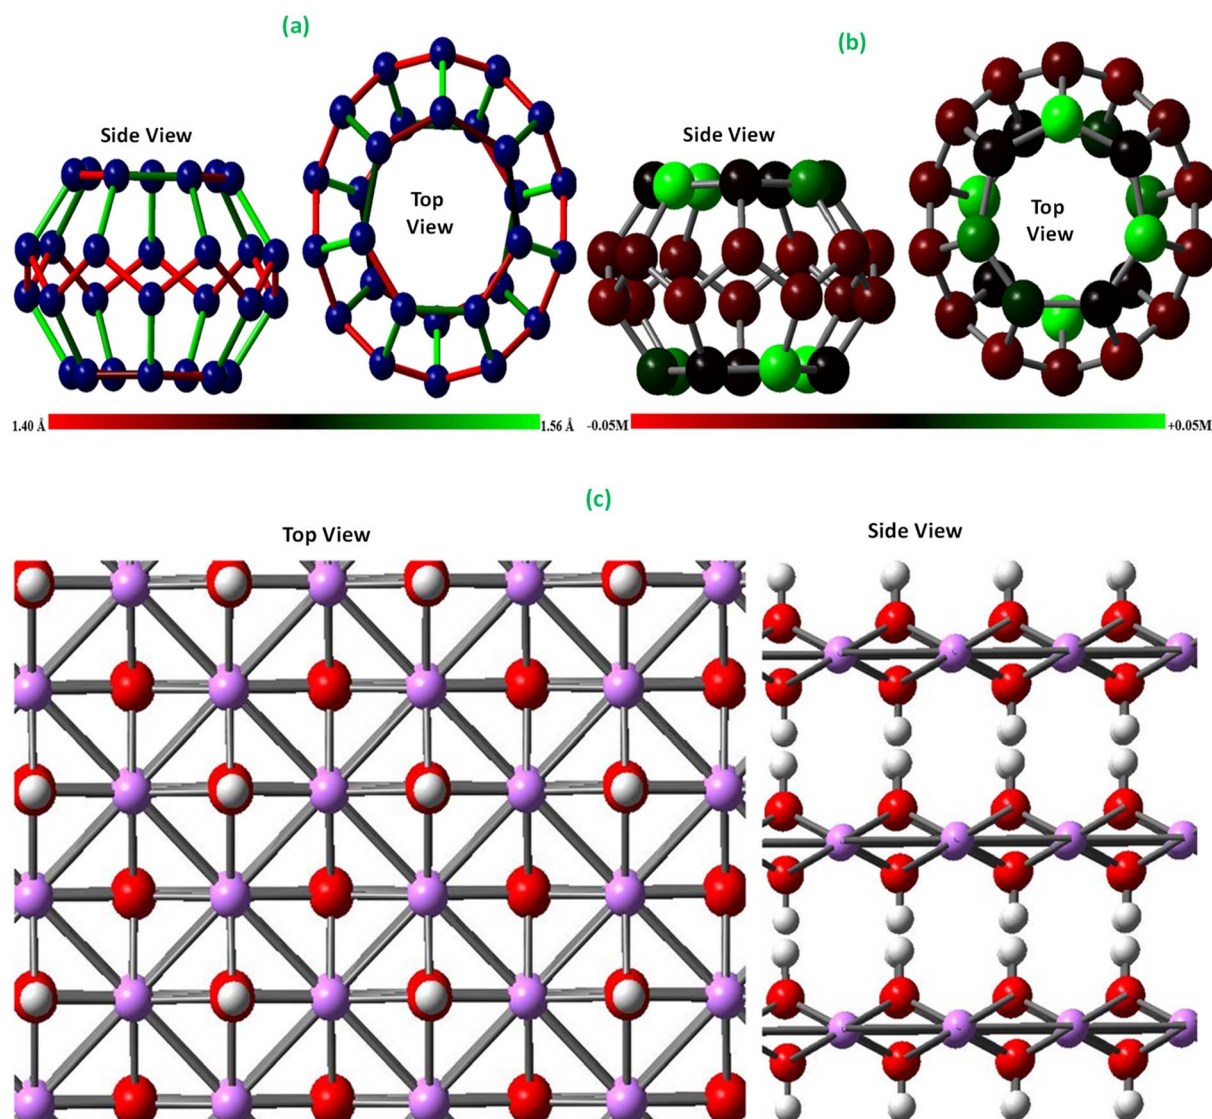 (a)
(b)
Side View
Top
View
Side View
Top
View
1.40 Å
1.56 Å
-0.05M
+0.05M
(c)
Top View
Side View